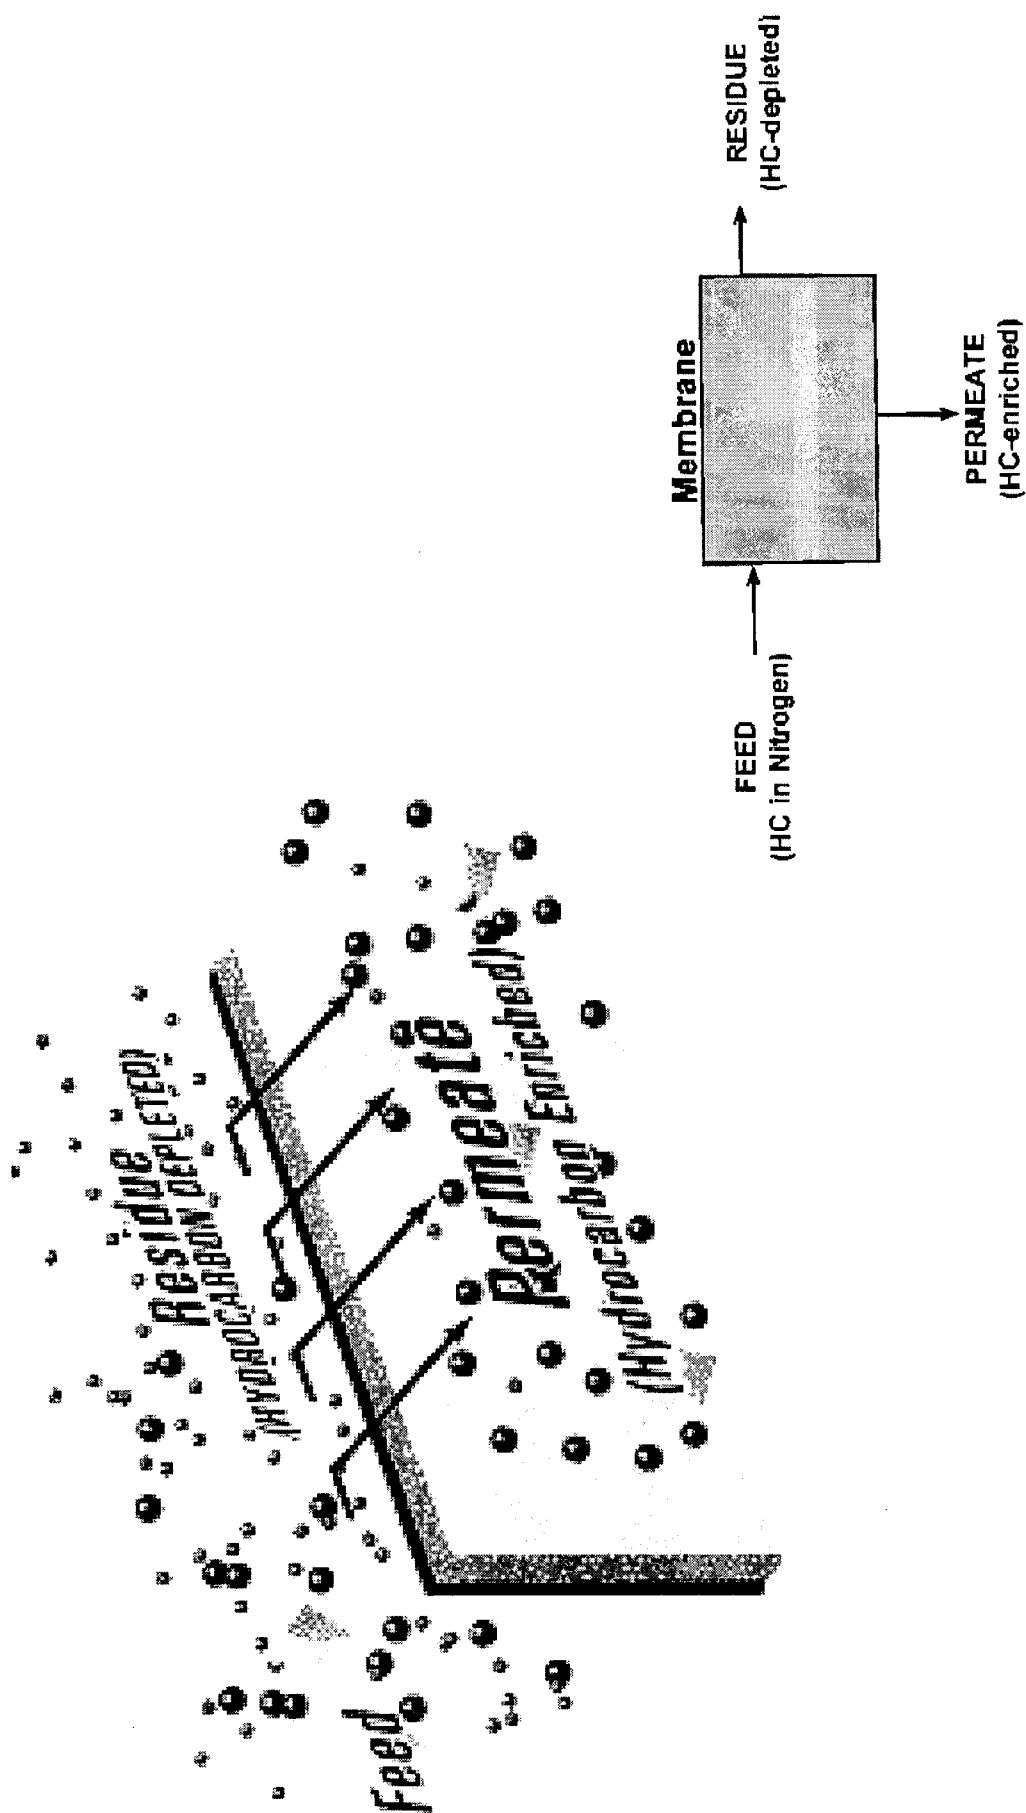 Feed
Residue
(HYDROCARBON DEPLETED)
Permeate
(Hydrocarbon Enriched)
Membrane
FEED
(HC in Nitrogen)
RESIDUE
(HC-depleted)
PERMEATE
(HC-enriched)